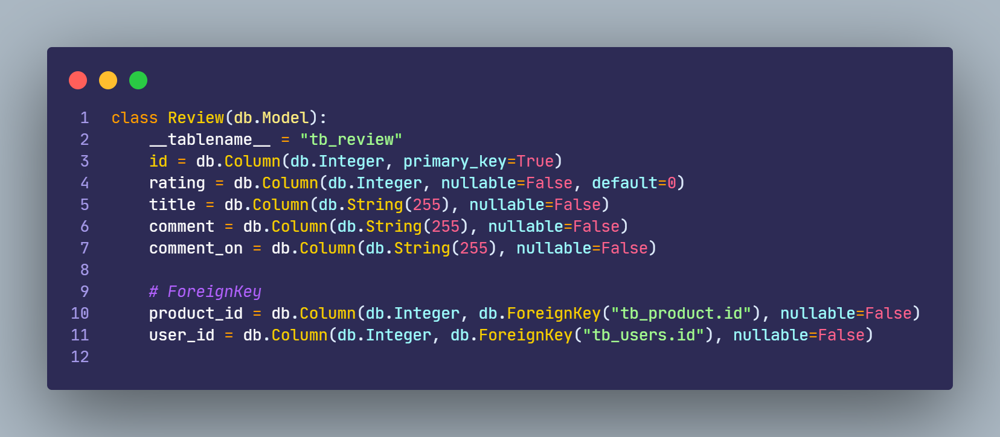 1 class Review(db.Model):
2     __tablename__ = "tb_review"
3     id = db.Column(db.Integer, primary_key=True)
4     rating = db.Column(db.Integer, nullable=False, default=0)
5     title = db.Column(db.String(255), nullable=False)
6     comment = db.Column(db.String(255), nullable=False)
7     comment_on = db.Column(db.String(255), nullable=False)
8
9     # ForeignKey
10     product_id = db.Column(db.Integer, db.ForeignKey("tb_product.id"), nullable=False)
11     user_id = db.Column(db.Integer, db.ForeignKey("tb_users.id"), nullable=False)
12